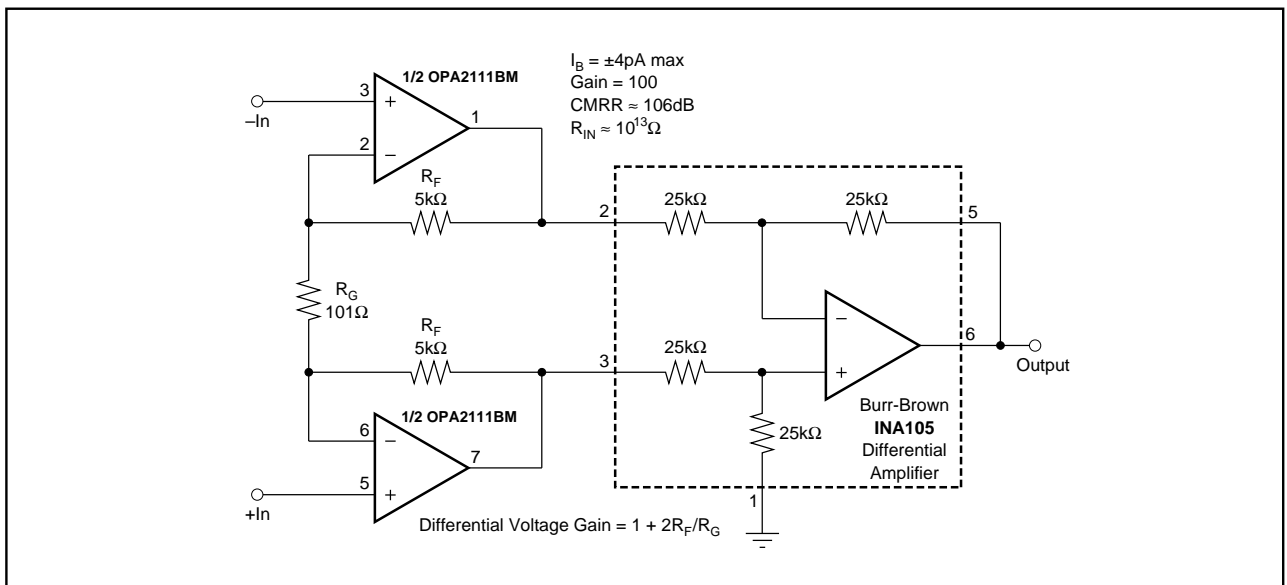 1/2 OPA2111BM
I_B = ±4pA max
Gain = 100
CMRR ≈ 106dB
R_IN ≈ 10^13Ω
3
+
–In
1
2
–
R_F
5kΩ
2
25kΩ
25kΩ
5
R_G
101Ω
–
R_F
5kΩ
3
25kΩ
6
+
Output
1/2 OPA2111BM
Burr-Brown
INA105
Differential
Amplifier
25kΩ
6
–
7
5
+
+In
1
Differential Voltage Gain = 1 + 2R_F/R_G